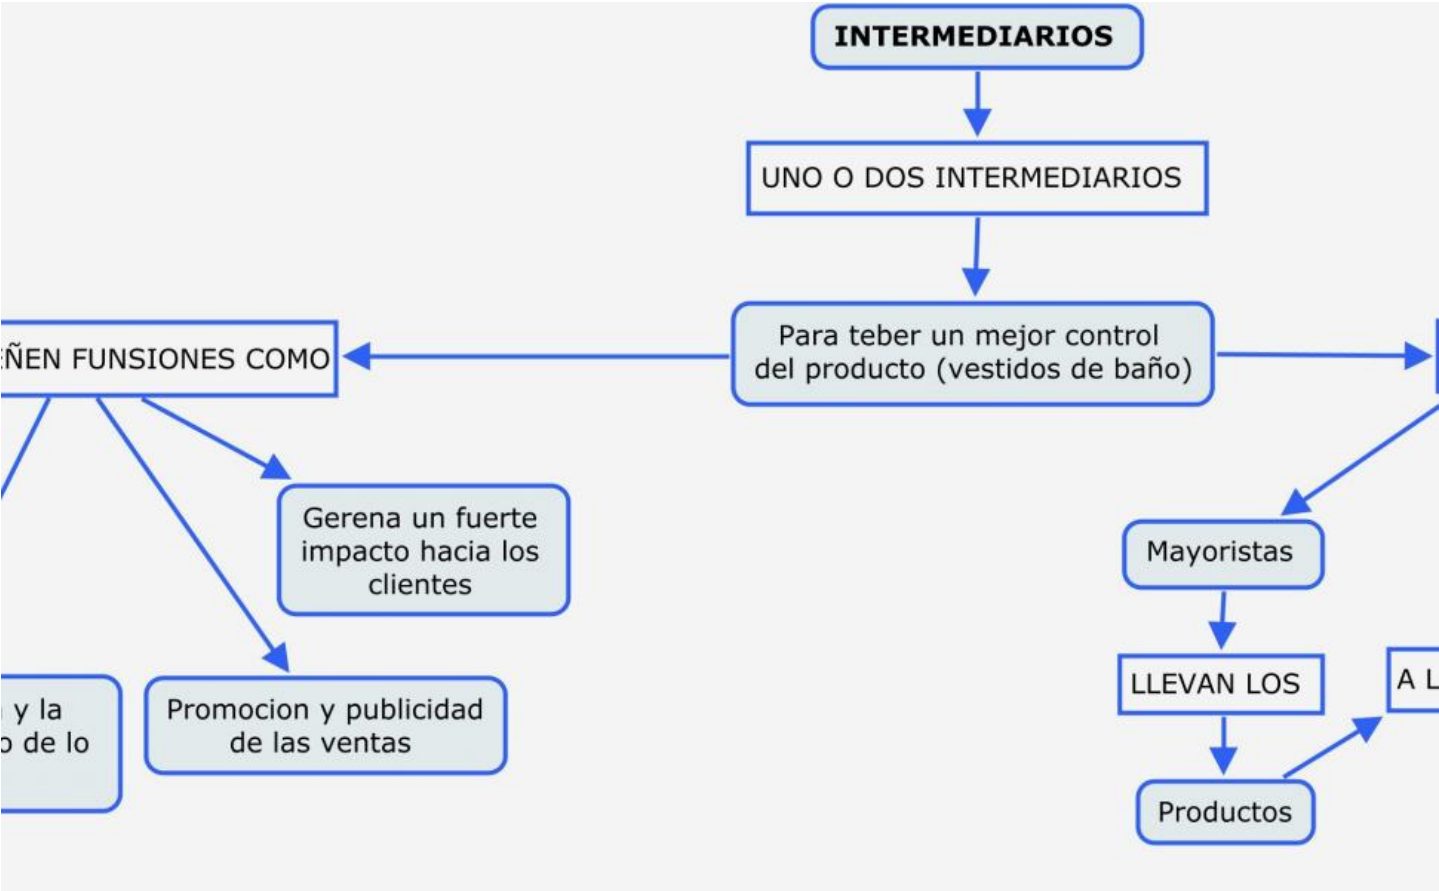 INTERMEDIARIOS
UNO O DOS INTERMEDIARIOS
Para teber un mejor control
del producto (vestidos de baño)
FUNSIONES COMO
Gerena un fuerte
impacto hacia los
clientes
Promocion y publicidad
de las ventas
y la
de lo
Mayoristas
LLEVAN LOS
A
Productos